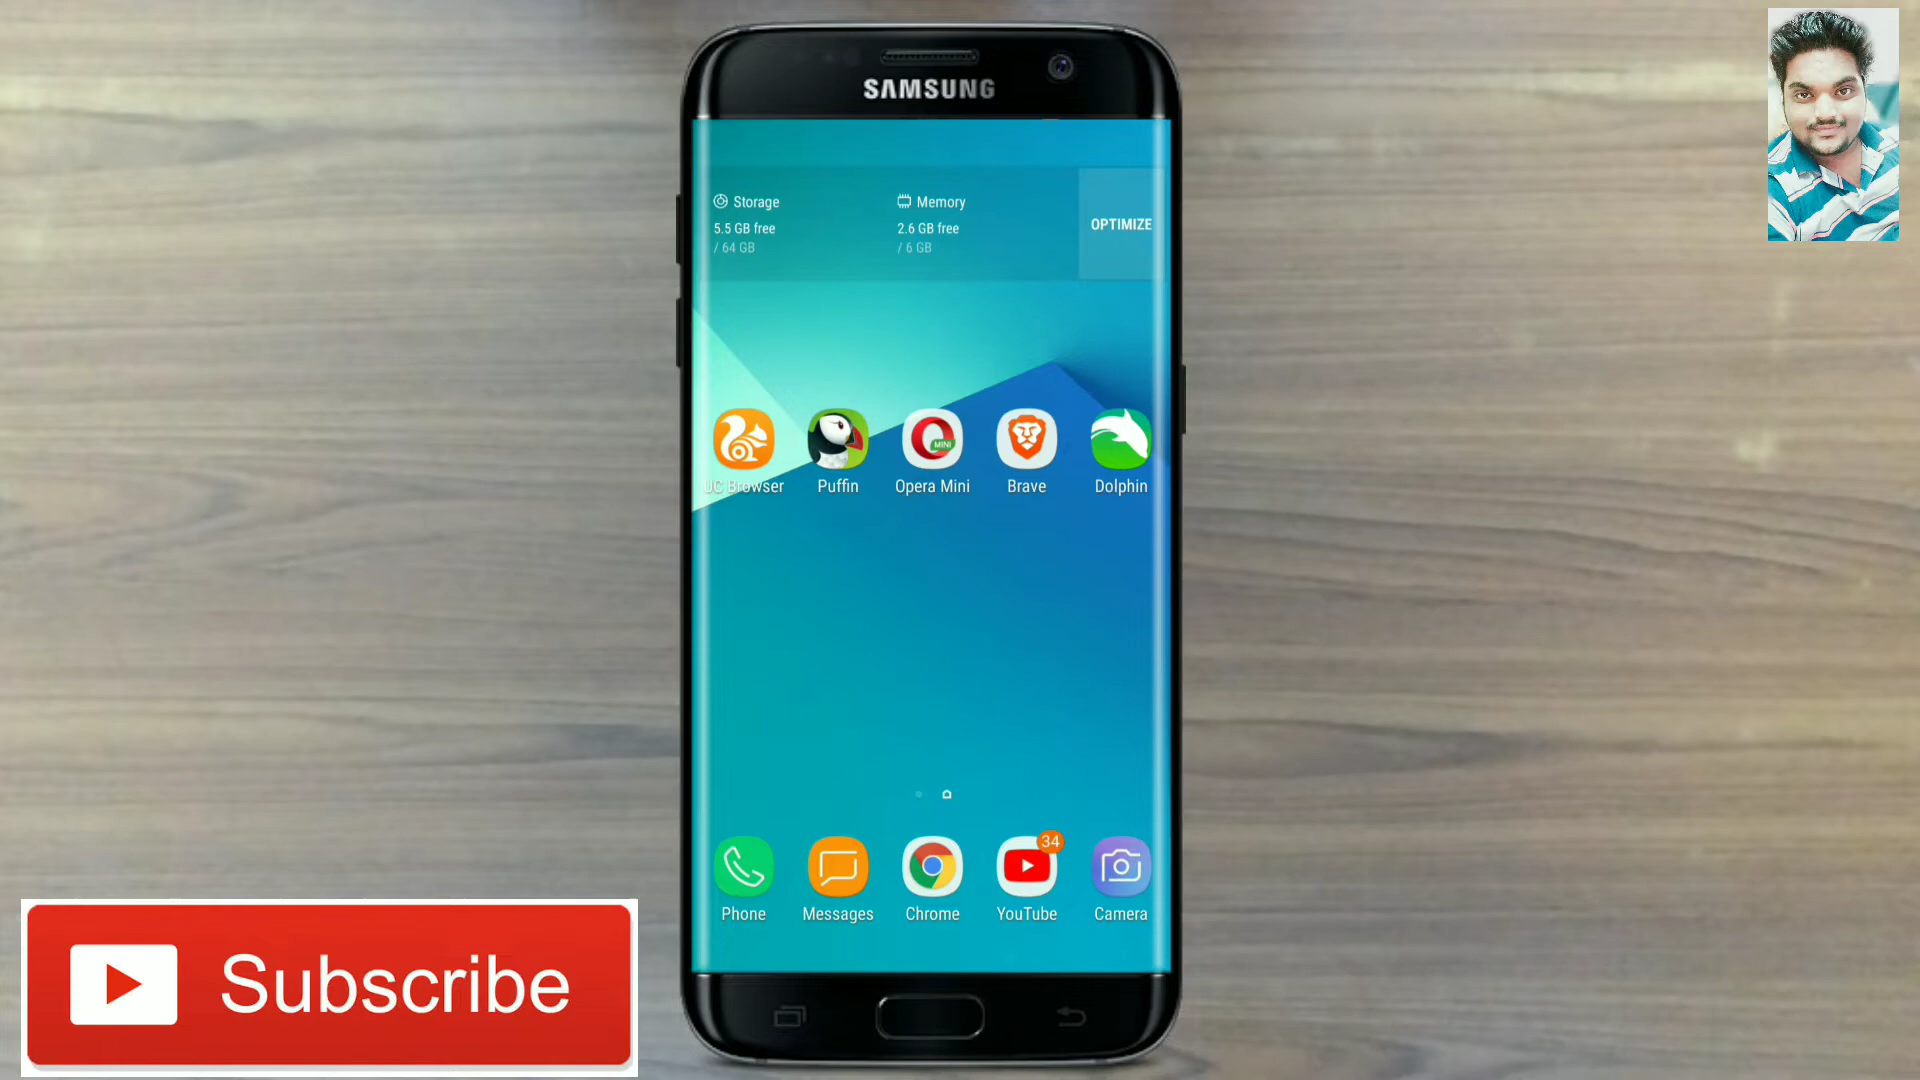 SAMSUNG
Storage
5.5 GB free
/ 64 GB
Memory
2.6 GB free
/ 6 GB
OPTIMIZE
UC Browser
Puffin
Opera Mini
MINI
Brave
Dolphin
34
Phone
Messages
Chrome
YouTube
Camera
Subscribe